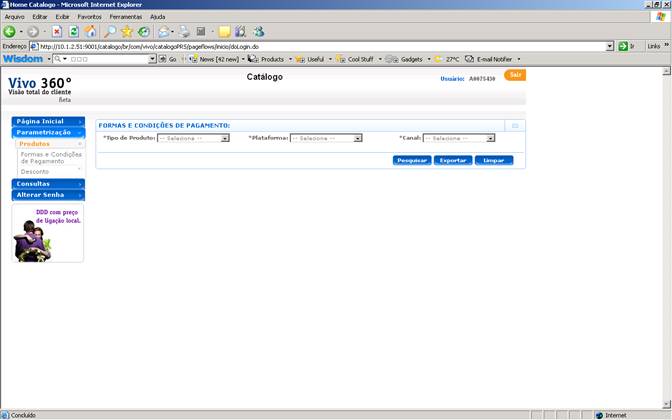 Home Catalogo - Microsoft Internet Explorer
Arquivo Editar Exibir Favoritos Ferramentas Ajuda
Endereço http://10.1.2.51:9001/catalogo/br/com/vivo/catalogoPRS/pageflows/inicio/doLogin.do Ir Links »
Wisdom Go News [42 new] Products Useful Cool Stuff Gadgets 27°C E-mail Notifier
Vivo 360°
Visão total do cliente
Beta
Catálogo
Usuário: A0075430
Sair
Página Inicial
Parametrização
Produtos
Formas e Condições
de Pagamento
Desconto
Consultas
Alterar Senha
FORMAS E CONDIÇÕES DE PAGAMENTO:
*Tipo de Produto: -- Selecione -- *Plataforma: -- Selecione -- *Canal: -- Selecione --
Pesquisar Exportar Limpar
DDD com preço
de ligação local.
Concluído Internet